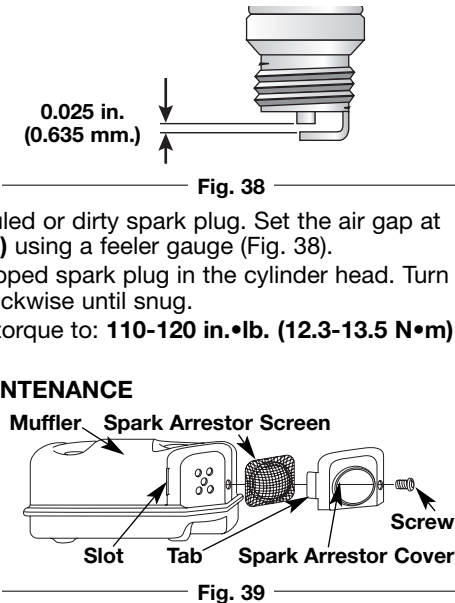 0.025 in.
(0.635 mm.)
Fig. 38
uled or dirty spark plug. Set the air gap at
) using a feeler gauge (Fig. 38).
pped spark plug in the cylinder head. Turn
ckwise until snug.
torque to: 110-120 in.•lb. (12.3-13.5 N•m)
NTENANCE
Muffler Spark Arrestor Screen
Screw
Slot Tab Spark Arrestor Cover
Fig. 39